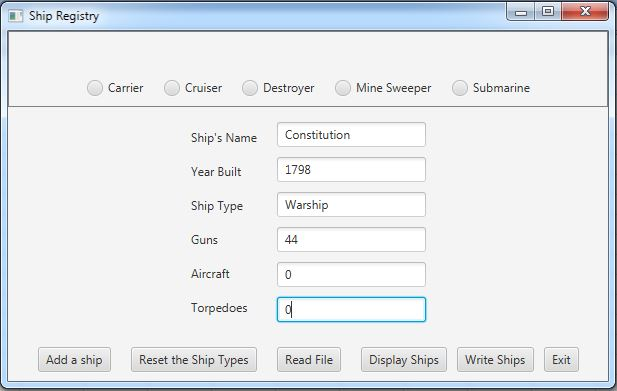 Ship Registry
Carrier Cruiser Destroyer Mine Sweeper Submarine
Ship's Name Constitution
Year Built 1798
Ship Type Warship
Guns 44
Aircraft 0
Torpedoes 0
Add a ship Reset the Ship Types Read File Display Ships Write Ships Exit